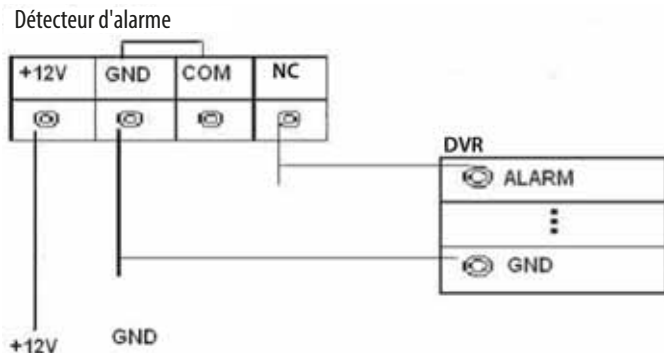 Détecteur d'alarme
+12V GND COM NC
DVR
ALARM
GND
+12V GND